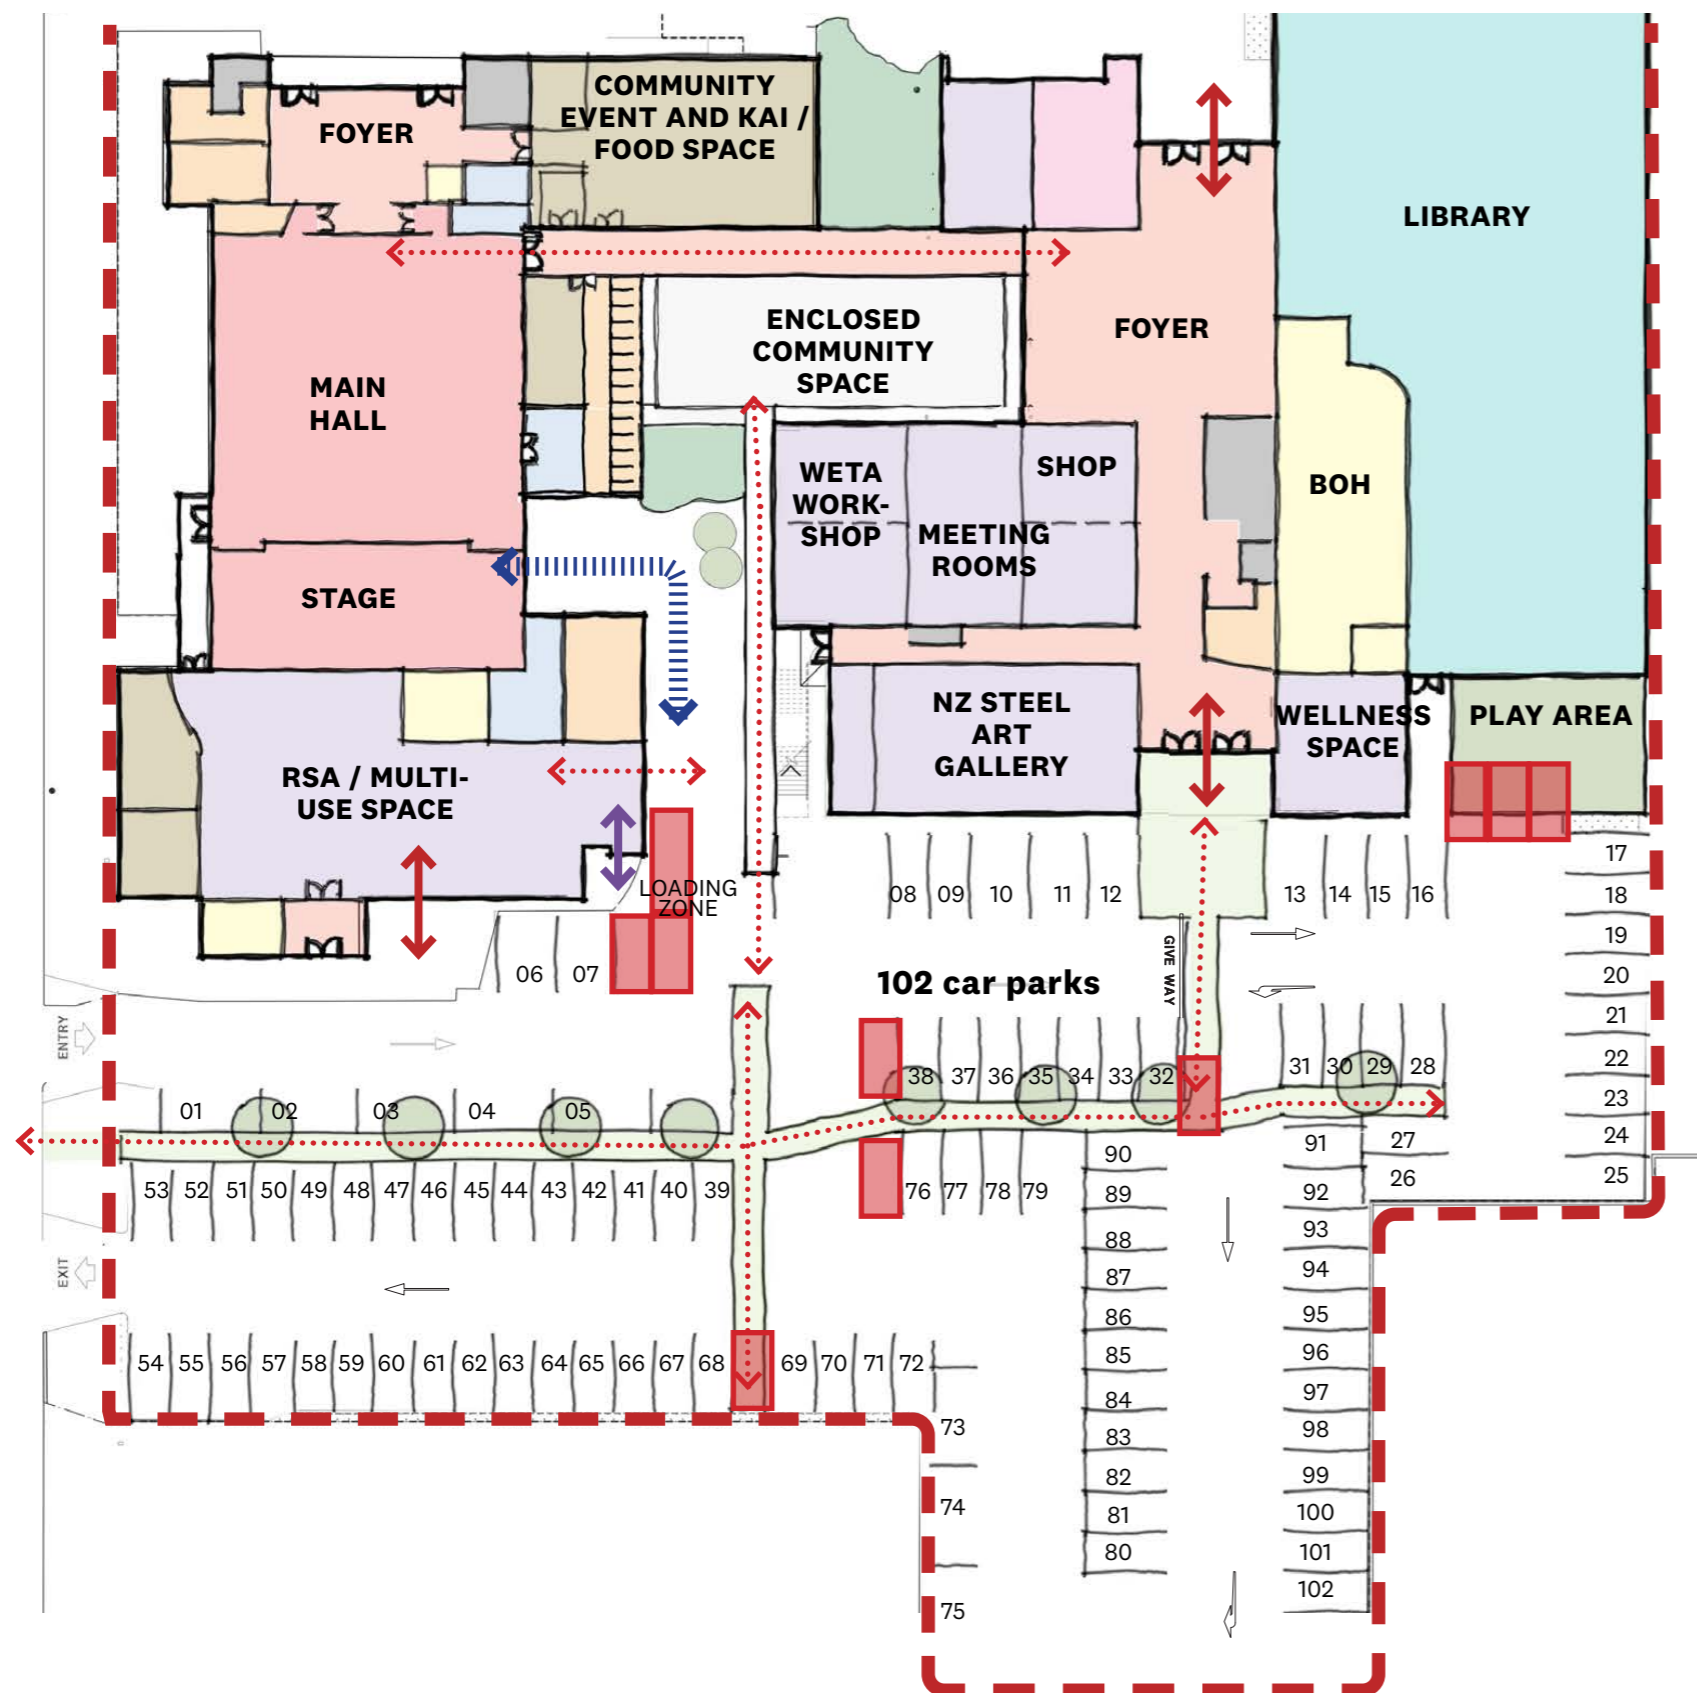 COMMUNITY
EVENT AND KAI /
FOOD SPACE
FOYER
LIBRARY
ENCLOSED
COMMUNITY
SPACE
FOYER
MAIN
HALL
WETA
WORK-
SHOP
SHOP
MEETING
ROOMS
BOH
STAGE
NZ STEEL
ART
GALLERY
WELLNESS
SPACE
PLAY AREA
RSA / MULTI-
USE SPACE
LOADING
ZONE
08 09 10 11 12
13 14 15 16
17
18
19
20
21
22
23
24
25
06 07
102 car parks
GIVE WAY
ENTRY
38 37 36 35 34 33 32
31 30 29 28
01 02 03 04 05
27
26
53 52 51 50 49 48 47 46 45 44 43 42 41 40 39
76 77 78 79
90
89
88
87
86
85
84
83
82
81
80
91
92
93
94
95
96
97
98
99
100
101
102
EXIT
54 55 56 57 58 59 60 61 62 63 64 65 66 67 68
69 70 71 72
73
74
75